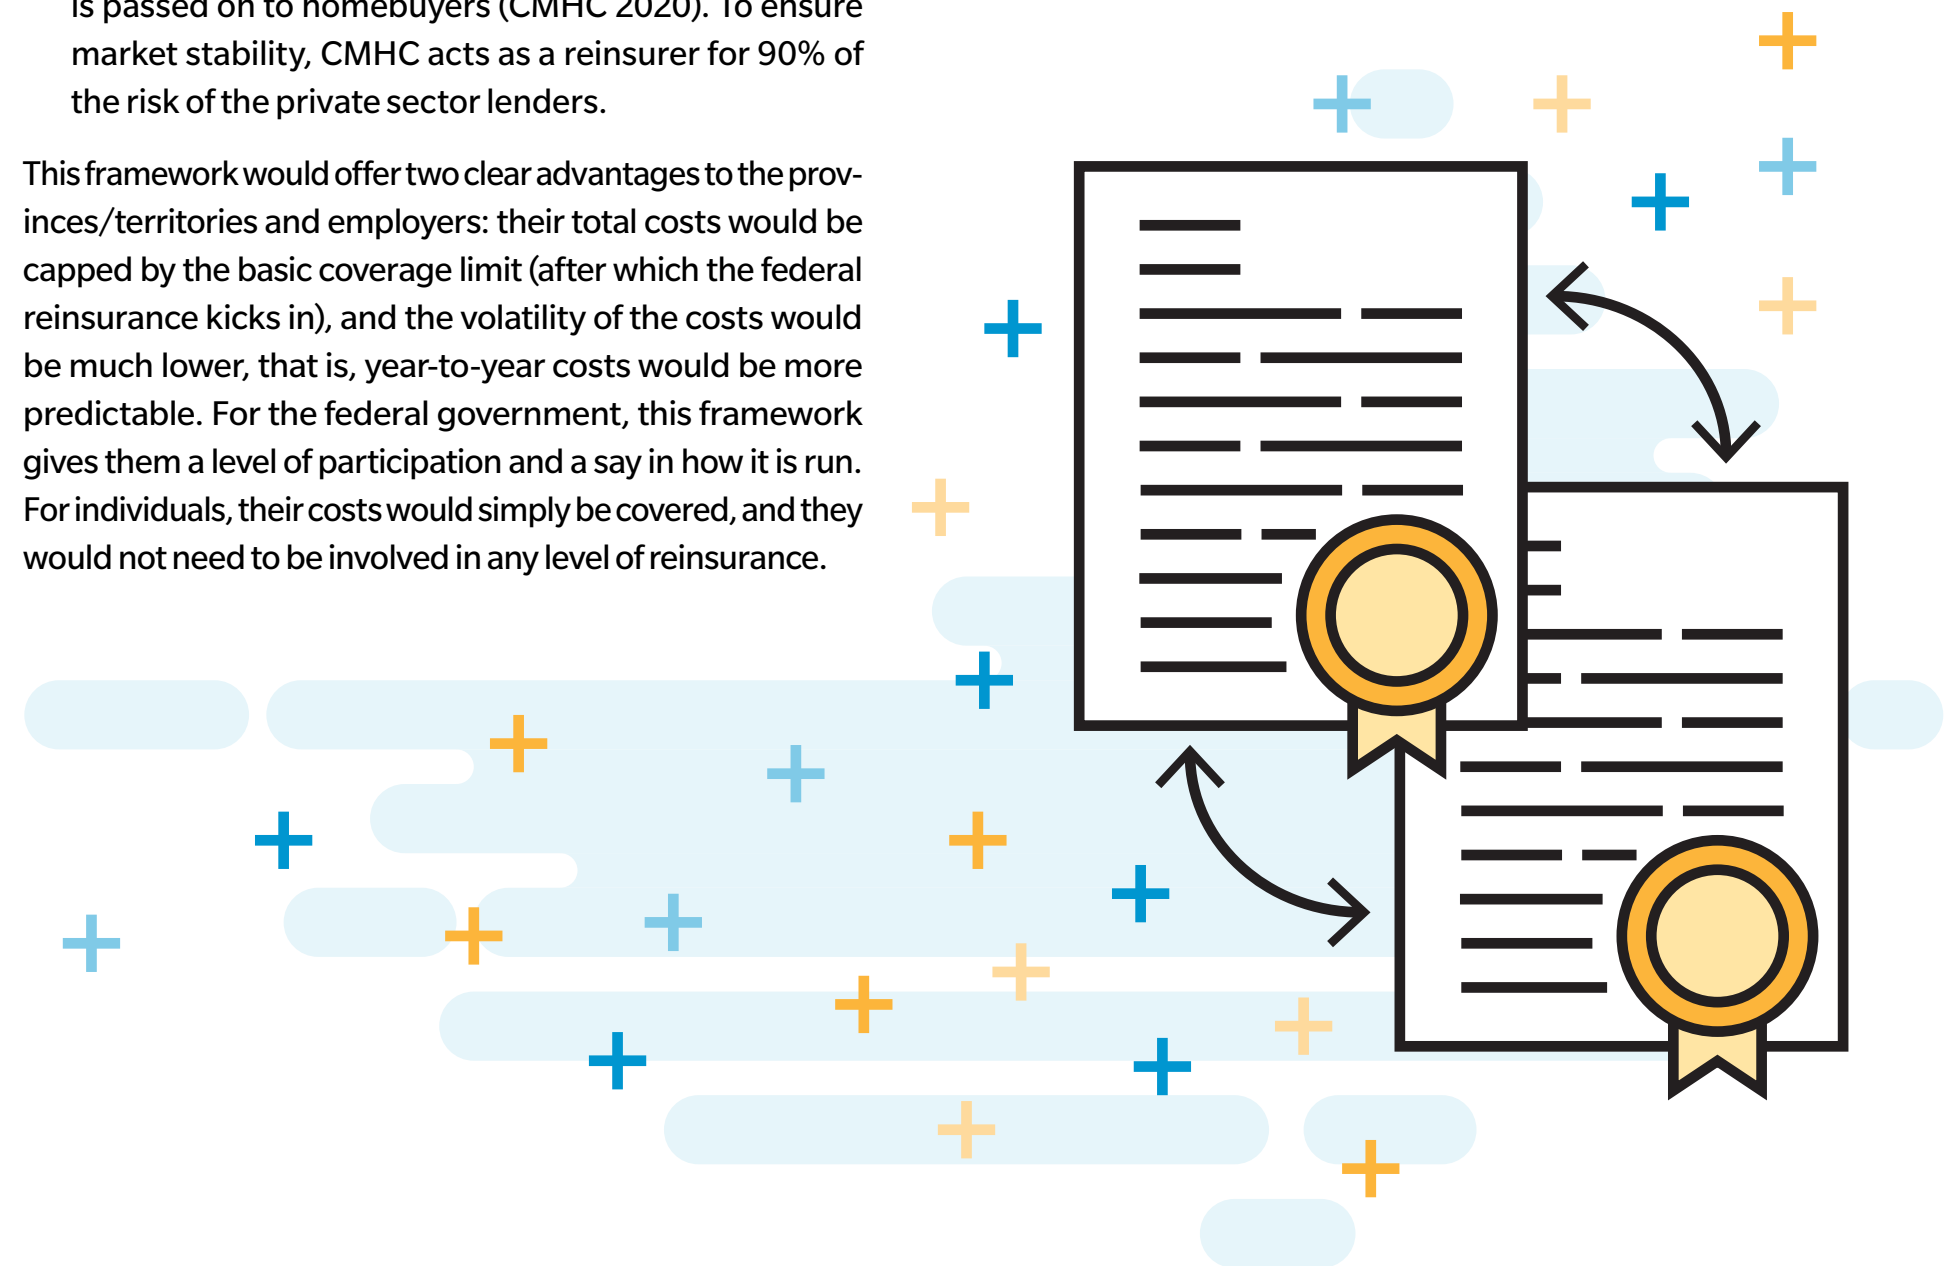 is passed on to homebuyers (CMHC 2020). To ensure
market stability, CMHC acts as a reinsurer for 90% of
the risk of the private sector lenders.
This framework would offer two clear advantages to the prov-
inces/territories and employers: their total costs would be
capped by the basic coverage limit (after which the federal
reinsurance kicks in), and the volatility of the costs would
be much lower, that is, year-to-year costs would be more
predictable. For the federal government, this framework
gives them a level of participation and a say in how it is run.
For individuals, their costs would simply be covered, and they
would not need to be involved in any level of reinsurance.